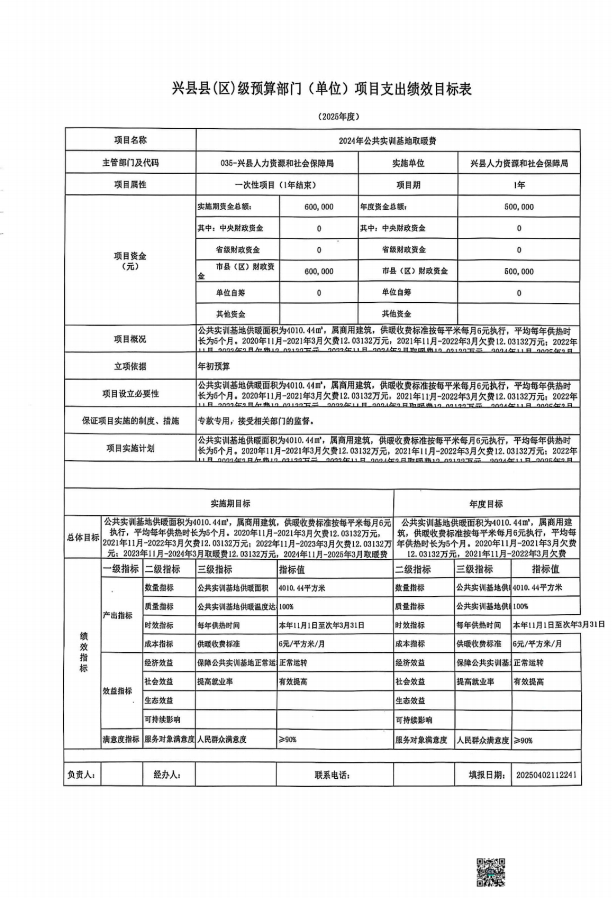 兴县县(区)级预算部门（单位）项目支出绩效目标表
（2025年度）
项目名称 2024年公共实训基地取暖费
主管部门及代码 035-兴县人力资源和社会保障局 实施单位 兴县人力资源和社会保障局
项目属性 一次性项目（1年结束） 项目期 1年
项目资金
（元）
实施期资金总额： 600,000 年度资金总额： 500,000
其中：中央财政资金 0 其中：中央财政资金 0
省级财政资金 0 省级财政资金 0
市县（区）财政资
金 600,000 市县（区）财政资金 500,000
单位自筹 0 单位自筹 0
其他资金 其他资金
项目概况
公共实训基地供暖面积为4010.44㎡，属商用建筑，供暖收费标准按每平米每月6元执行，平均每年供热时
长为5个月。2020年11月-2021年3月欠费12.03132万元，2021年11月-2022年3月欠费12.03132万元；2022年
立项依据 年初预算
项目设立必要性
公共实训基地供暖面积为4010.44㎡，属商用建筑，供暖收费标准按每平米每月6元执行，平均每年供热时
长为5个月。2020年11月-2021年3月欠费12.03132万元，2021年11月-2022年3月欠费12.03132万元；2022年
保证项目实施的制度、措施 专款专用，接受相关部门的监督。
项目实施计划
公共实训基地供暖面积为4010.44㎡，属商用建筑，供暖收费标准按每平米每月6元执行，平均每年供热时
长为5个月。2020年11月-2021年3月欠费12.03132万元，2021年11月-2022年3月欠费12.03132万元；2022年
实施期目标 年度目标
总体目标
公共实训基地供暖面积为4010.44㎡，属商用建筑，供暖收费标准按每平米每月6元
执行，平均每年供热时长为5个月。2020年11月-2021年3月欠费12.03132万元，
2021年11月-2022年3月欠费12.03132万元；2022年11月-2023年3月欠费12.03132万
元；2023年11月-2024年3月取暖费12.03132万元，2024年11月-2025年3月取暖费
公共实训基地供暖面积为4010.44㎡，属商用建
筑，供暖收费标准按每平米每月6元执行，平均每
年供热时长为5个月。2020年11月-2021年3月欠费
12.03132万元，2021年11月-2022年3月欠费
绩效指标
一级指标 二级指标 三级指标 指标值 二级指标 三级指标 指标值
产出指标
数量指标 公共实训基地供暖面积 4010.44平方米 数量指标 公共实训基地供 4010.44平方米
质量指标 公共实训基地供暖温度达 100% 质量指标 公共实训基地供 100%
时效指标 每年供热时间 本年11月1日至次年3月31日 时效指标 每年供热时间 本年11月1日至次年3月31日
成本指标 供暖收费标准 6元/平方米/月 成本指标 供暖收费标准 6元/平方米/月
效益指标
经济效益 保障公共实训基地正常运 正常运转 经济效益 保障公共实训基 正常运转
社会效益 提高就业率 有效提高 社会效益 提高就业率 有效提高
生态效益 生态效益
可持续影响 可持续影响
满意度指标 服务对象满意度 人民群众满意度 ≥90% 服务对象满意度 人民群众满意度 ≥90%
负责人： 经办人： 联系电话： 填报日期： 20250402112241